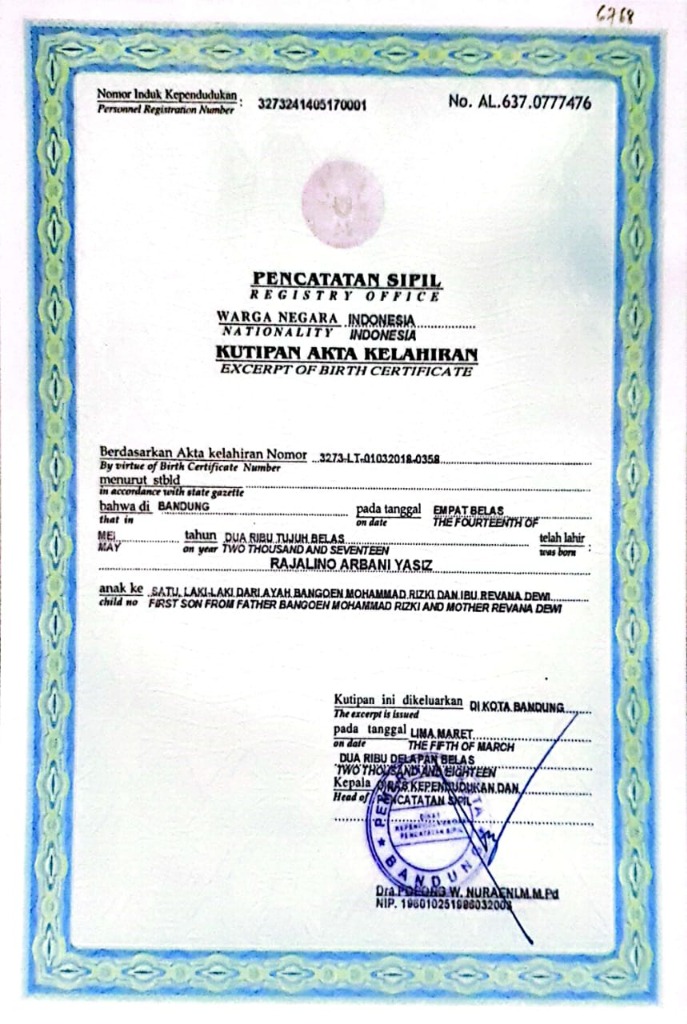 6768
Nomor Induk Kependudukan : 3273241405170001 No. AL.637.0777476
Personnel Registration Number
PENCATATAN SIPIL
REGISTRY OFFICE
WARGA NEGARA INDONESIA
NATIONALITY INDONESIA
KUTIPAN AKTA KELAHIRAN
EXCERPT OF BIRTH CERTIFICATE
Berdasarkan Akta kelahiran Nomor 3273-LT-01032018-0358
By virtue of Birth Certificate Number
menurut stbld
in accordance with state gazette
bahwa di BANDUNG pada tanggal EMPAT BELAS
that in on date THE FOURTEENTH OF
MEI tahun DUA RIBU TUJUH BELAS telah lahir :
MAY on year TWO THOUSAND AND SEVENTEEN was born
RAJALINO ARBANI YASIZ
anak ke SATU, LAKI-LAKI DARI AYAH BANGOEN MOHAMMAD RIZKI DAN IBU REVANA DEWI
child no FIRST SON FROM FATHER BANGOEN MOHAMMAD RIZKI AND MOTHER REVANA DEWI
Kutipan ini dikeluarkan DI KOTA BANDUNG
The excerpt is issued
pada tanggal LIMA MARET
on date THE FIFTH OF MARCH
DUA RIBU DELAPAN BELAS
TWO THOUSAND AND EIGHTEEN
Kepala DINAS KEPENDUDUKAN DAN
Head of PENCATATAN SIPIL
BANDUNG
Dra W. NURAENI.M.M.Pd
NIP.